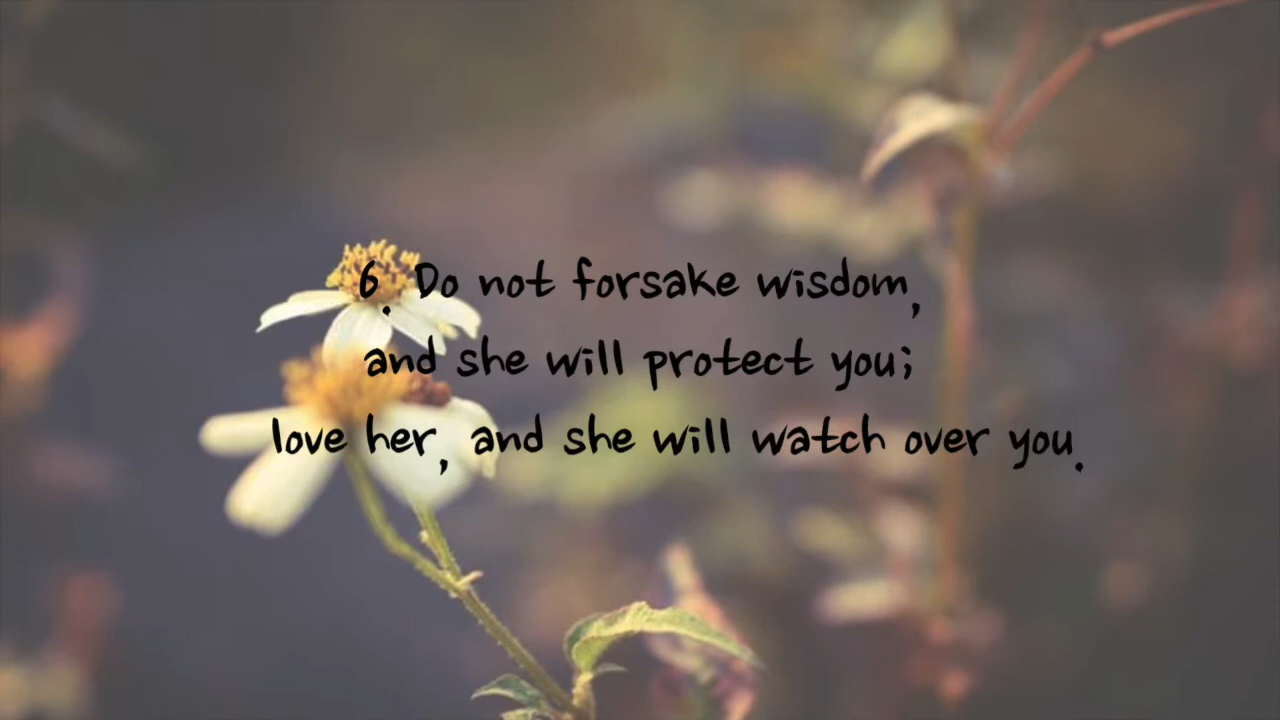 6. Do not forsake wisdom,
and she will protect you;
love her, and she will watch over you.